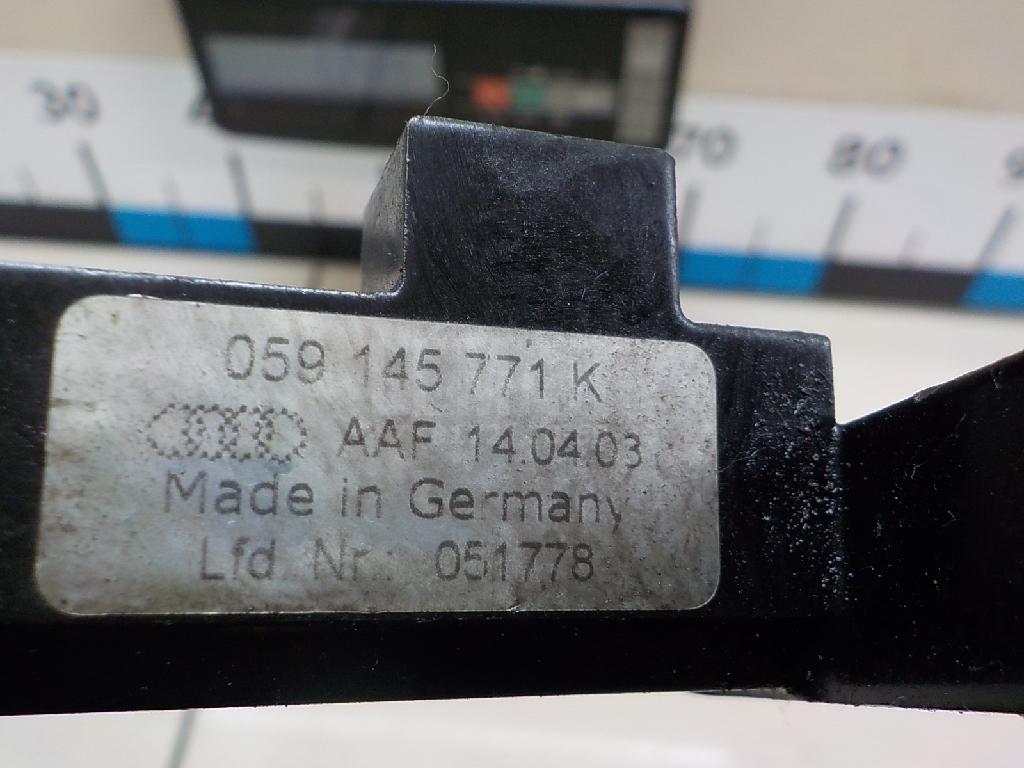 30
70
80
059 145 771 K
AAF 14.04.03
Made in Germany
Lfd Nr.: 051778